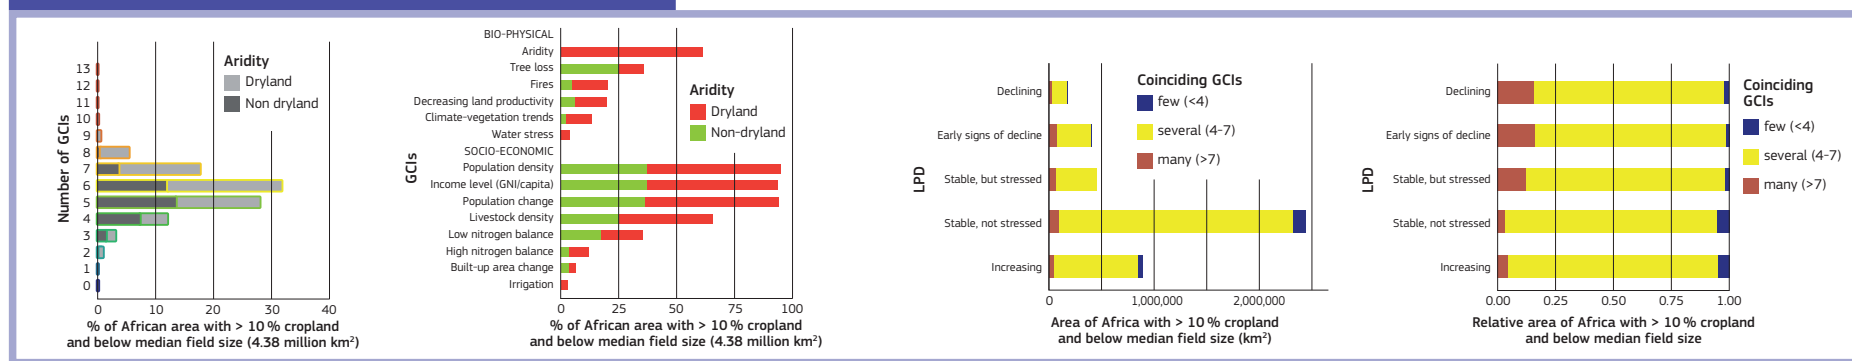 Number of GCIs
13
12
11
10
9
8
7
6
5
4
3
2
1
0
Aridity
Dryland
Non dryland
0 10 20 30 40
% of African area with > 10 % cropland
and below median field size (4.38 million km²)
GCIs
BIO-PHYSICAL
Aridity
Tree loss
Fires
Decreasing land productivity
Climate-vegetation trends
Water stress
SOCIO-ECONOMIC
Population density
Income level (GNI/capita)
Population change
Livestock density
Low nitrogen balance
High nitrogen balance
Built-up area change
Irrigation
Aridity
Dryland
Non-dryland
0 25 50 75 100
% of African area with > 10 % cropland
and below median field size (4.38 million km²)
LPD
Declining
Early signs of decline
Stable, but stressed
Stable, not stressed
Increasing
Coinciding GCIs
few (<4)
several (4-7)
many (>7)
0 1,000,000 2,000,000
Area of Africa with > 10 % cropland
and below median field size (km²)
LPD
Declining
Early signs of decline
Stable, but stressed
Stable, not stressed
Increasing
Coinciding
GCIs
few (<4)
several (4-7)
many (>7)
0.00 0.25 0.50 0.75 1.00
Relative area of Africa with > 10 % cropland
and below median field size